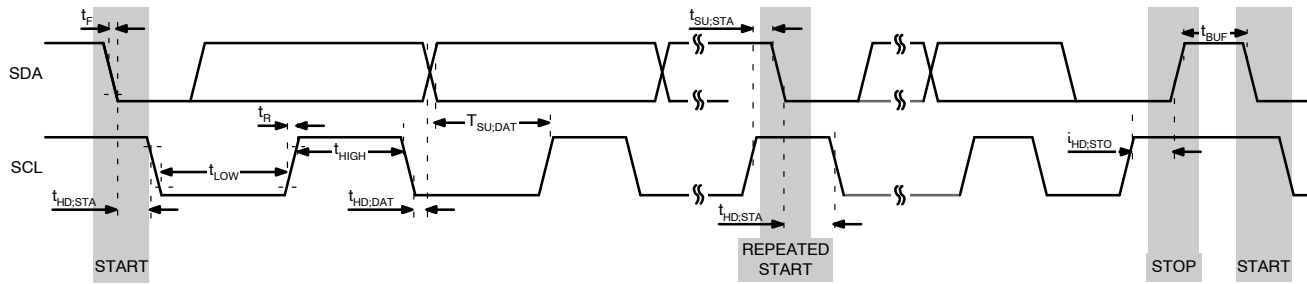 tF
tSU;STA
tBUF
SDA
tR
TSU;DAT
SCL
tHIGH
tLOW
iHD;STO
tHD;STA
tHD;DAT
tHD;STA
START
REPEATED
START
STOP
START